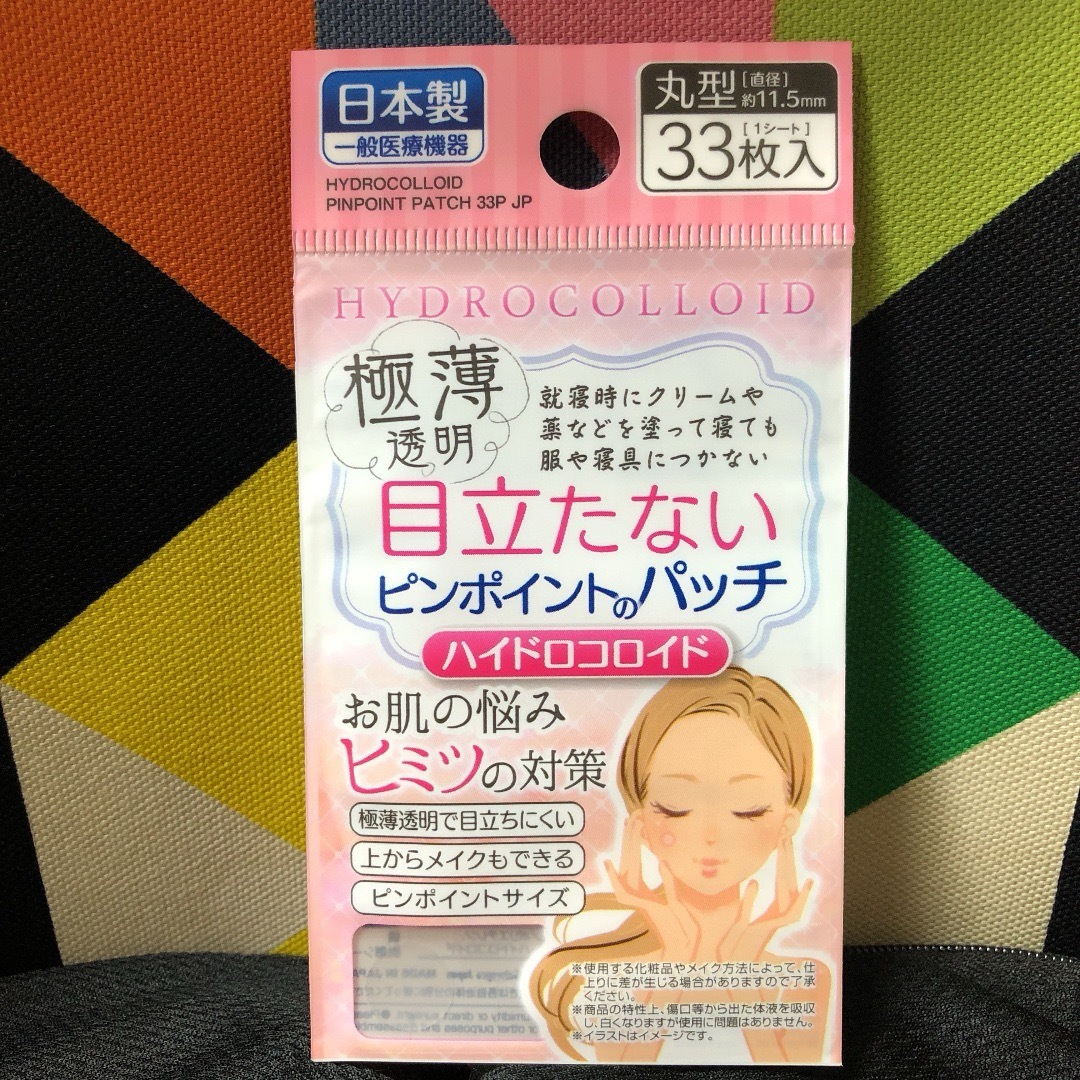 日本製
一般医療機器
HYDROCOLLOID
PINPOINT PATCH 33P JP
丸型 [直径] 約11.5mm
[1シート]
33枚入
HYDROCOLLOID
極薄
透明
就寝時にクリームや
薬などを塗って寝ても
服や寝具につかない
目立たない
ピンポイントのパッチ
ハイドロコロイド
お肌の悩み
ヒミツの対策
極薄透明で目立ちにくい
上からメイクもできる
ピンポイントサイズ
※使用する化粧品やメイク方法によって、仕
上りに差が生じる場合がありますので了承
ください。
※商品の特性上、傷口等から出た体液を吸収
し、白くなりますが使用に問題はありません。
※イラストはイメージです。